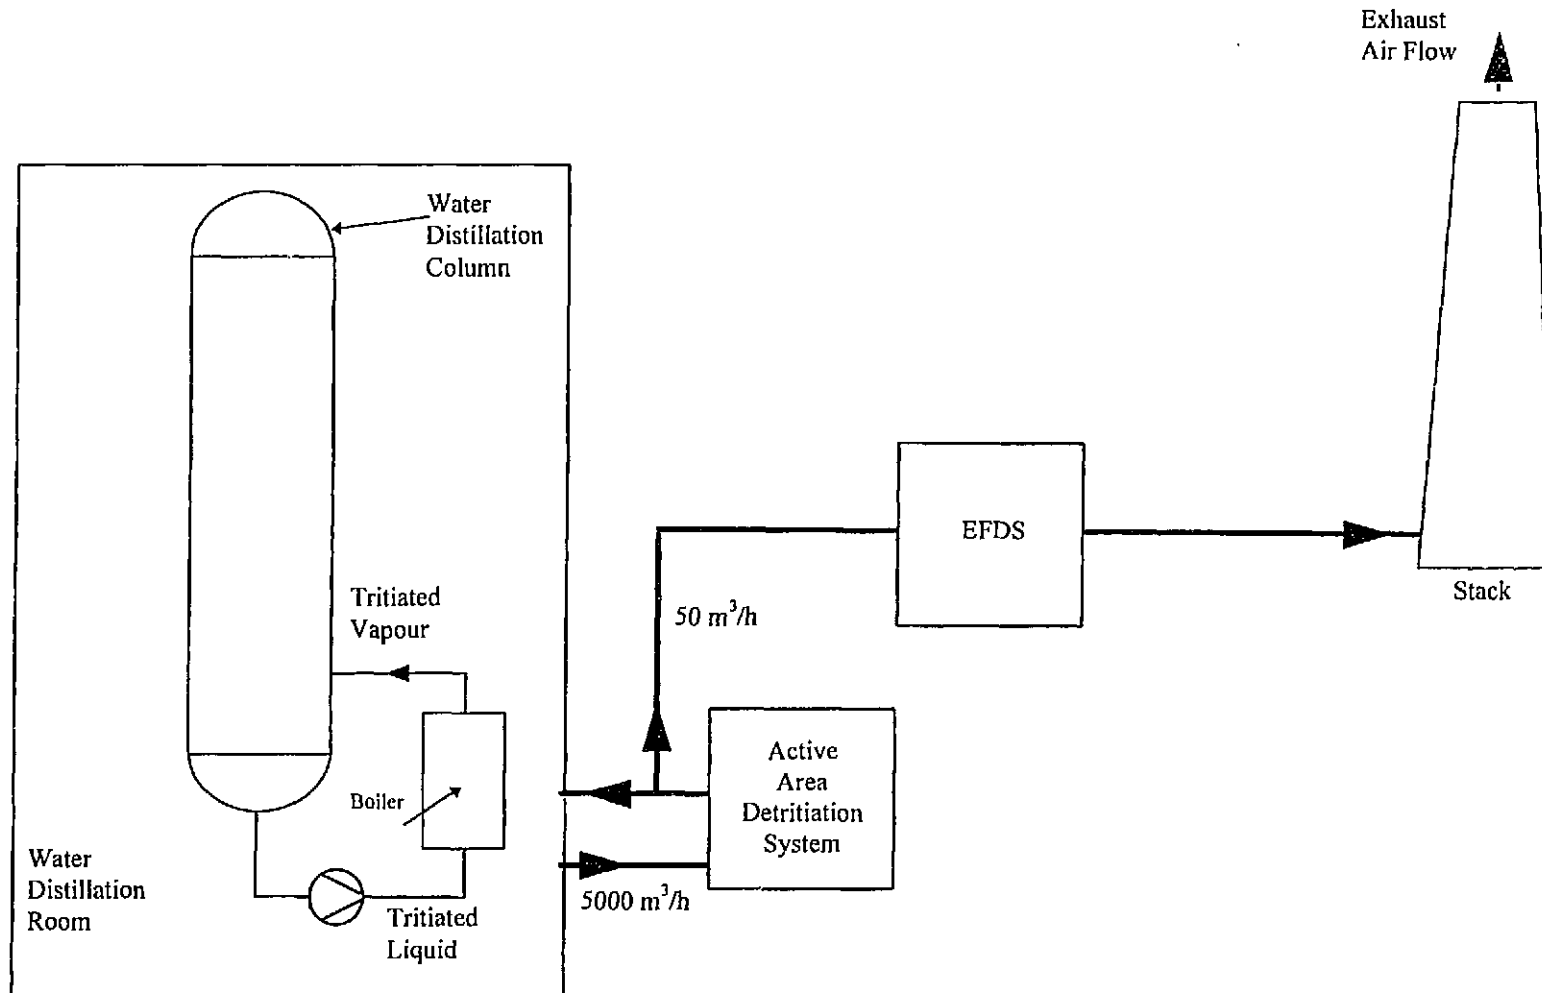 Exhaust
Air Flow
Water
Distillation
Column
EFDS
Stack
Tritiated
Vapour
50 m³/h
Active
Area
Detritiation
System
Boiler
Water
Distillation
Room
Tritiated
Liquid
5000 m³/h